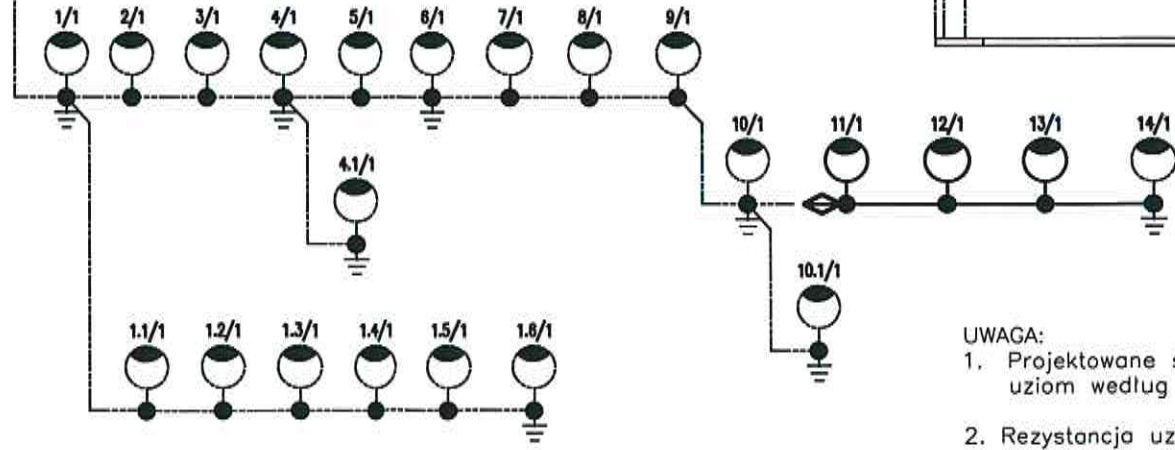 1/1 2/1 3/1 4/1 5/1 6/1 7/1 8/1 9/1
10/1 11/1 12/1 13/1 14/1
4.1/1
10.1/1
1.1/1 1.2/1 1.3/1 1.4/1 1.5/1 1.6/1
UWAGA:
1. Projektowane
uziom według
2. Rezystancja uz